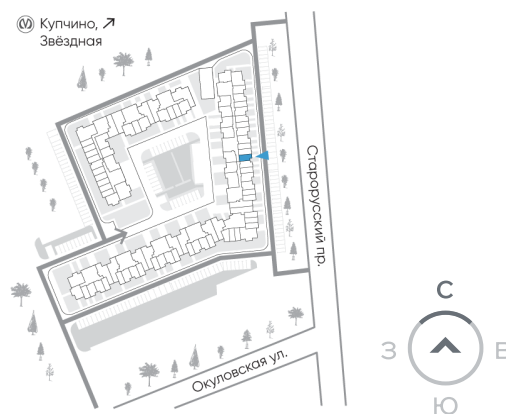 Купчино,
Звёздная
Старорусский пр.
Окуловская ул.
С
З
В
Ю